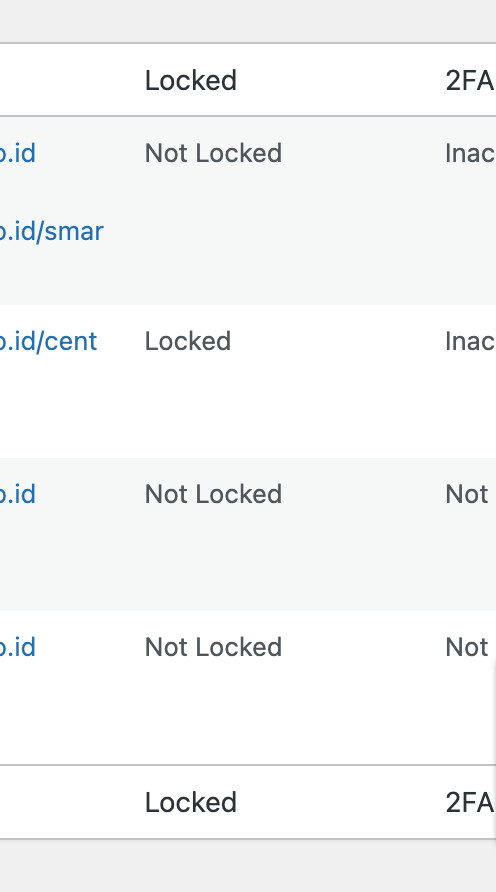 Locked 2FA
o.id Not Locked Inac
o.id/smar
o.id/cent Locked Inac
o.id Not Locked Not
o.id Not Locked Not
Locked 2FA